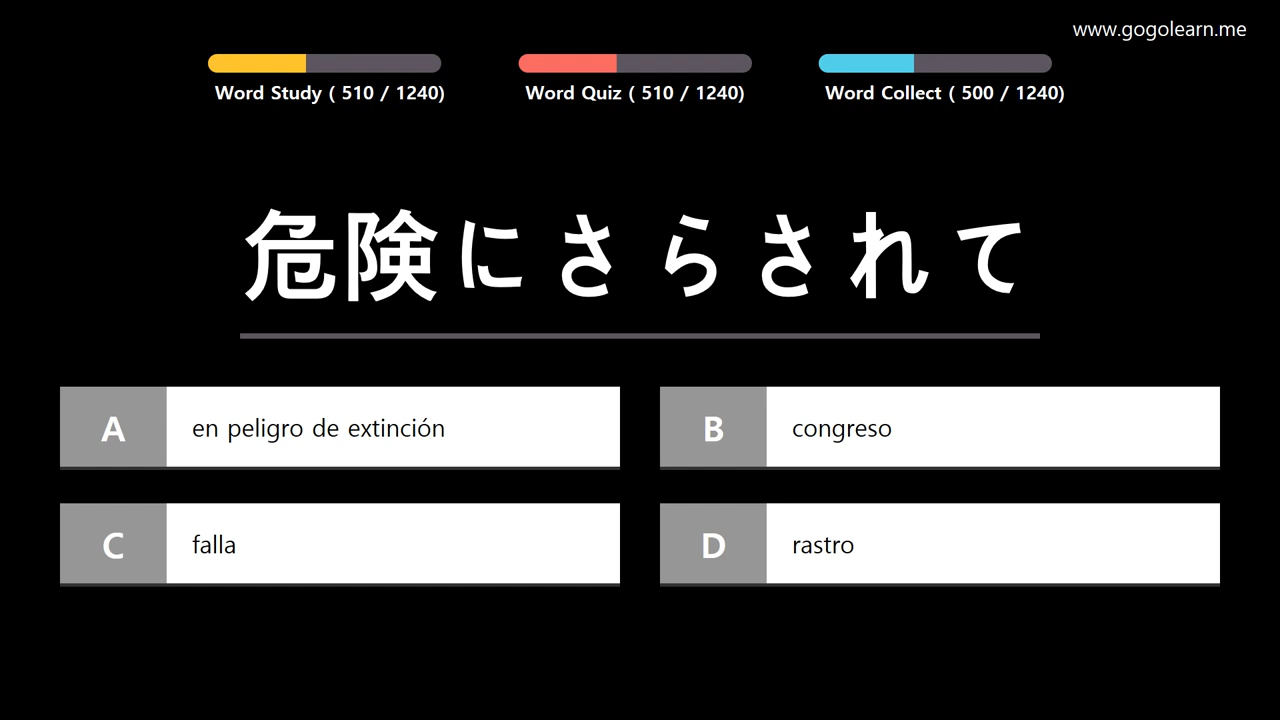 www.gogolearn.me
Word Study ( 510 / 1240)
Word Quiz ( 510 / 1240)
Word Collect ( 500 / 1240)
危険にさらされて
A en peligro de extinción
B congreso
C falla
D rastro